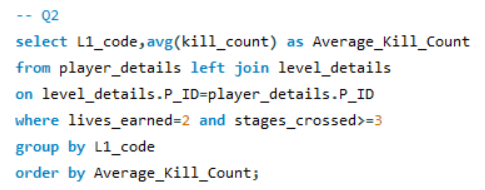 -- Q2
select L1_code,avg(kill_count) as Average_Kill_Count
from player_details left join level_details
on level_details.P_ID=player_details.P_ID
where lives_earned=2 and stages_crossed>=3
group by L1_code
order by Average_Kill_Count;